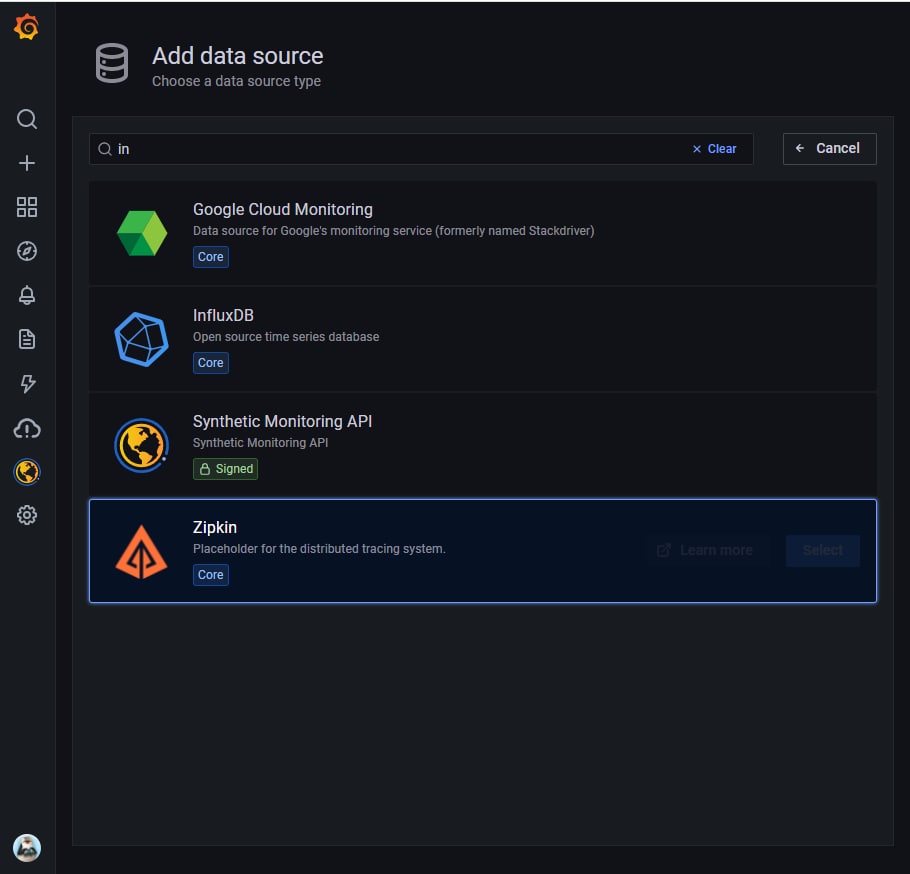 Add data source
Choose a data source type
in
Clear
Cancel
Google Cloud Monitoring
Data source for Google's monitoring service (formerly named Stackdriver)
Core
InfluxDB
Open source time series database
Core
Synthetic Monitoring API
Synthetic Monitoring API
Signed
Zipkin
Placeholder for the distributed tracing system.
Learn more
Select
Core